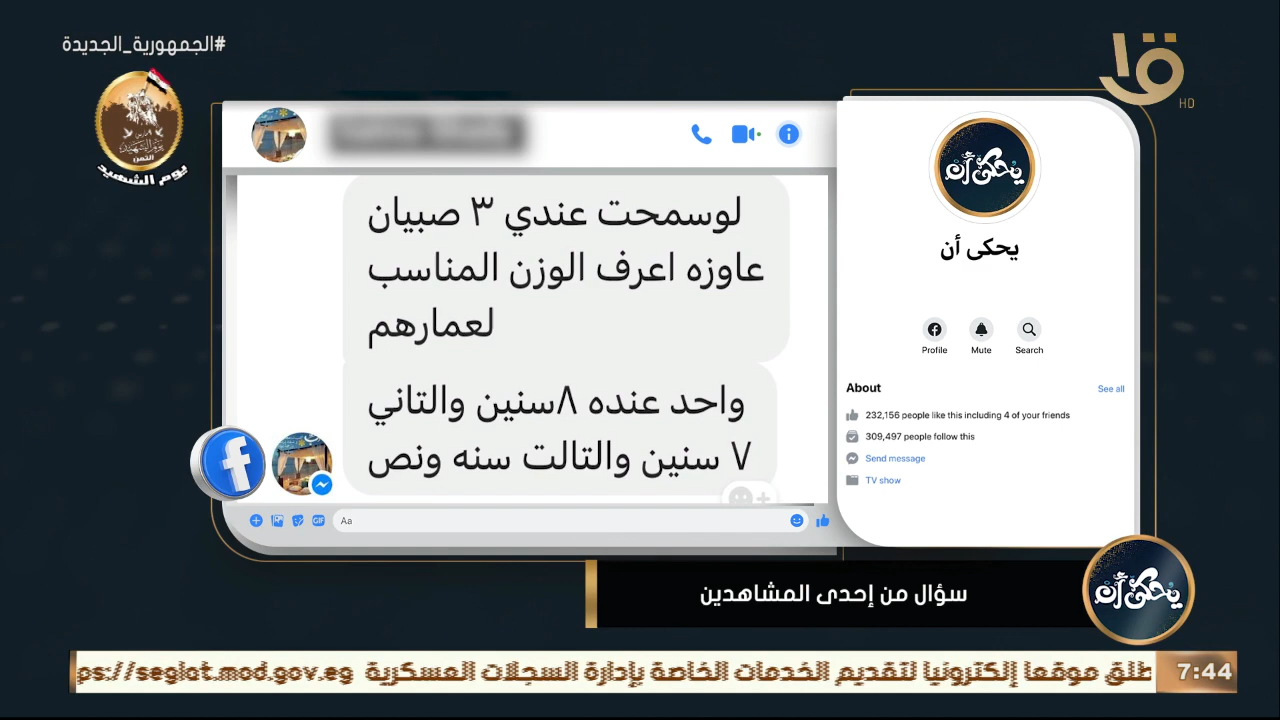 #الجمهورية_الجديدة
HD
يوم الشهيد
لوسمحت عندي ٣ صبيان
عاوزه اعرف الوزن المناسب
لعمارهم
واحد عنده ٨سنين والتاني
٧ سنين والتالت سنه ونص
GIF
Aa
يحكى أن
يحكى أن
Profile
Mute
Search
About
See all
232,156 people like this including 4 of your friends
309,497 people follow this
Send message
TV show
سؤال من إحدى المشاهدين
يحكى أن
7:44
طلق موقعها إلكترونيا لتقديم الخدمات الخاصة بإدارة السجلات العسكرية ps://seglat.mod.gov.eg